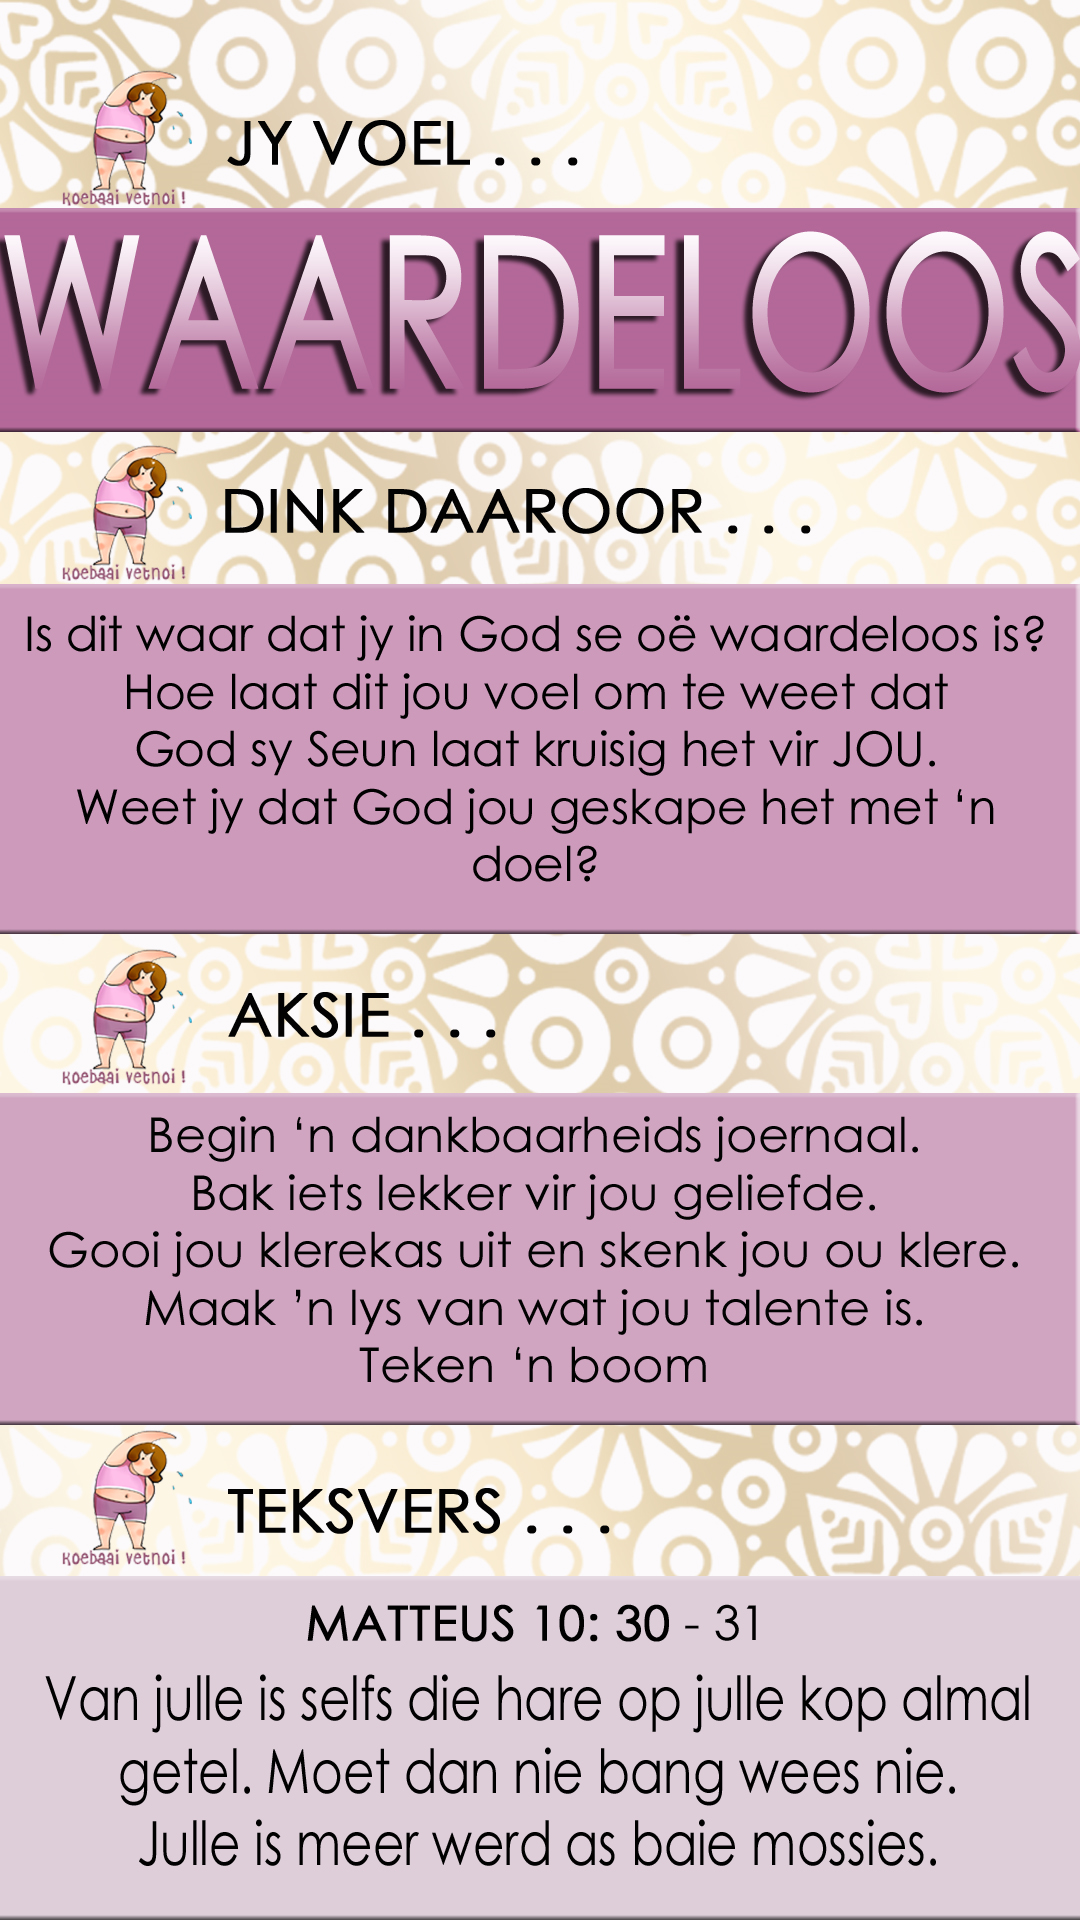 JY VOEL . . .
Koebaai vetnoi !
WAARDELOOS
DINK DAAROOR . . .
Koebaai vetnoi !
Is dit waar dat jy in God se oë waardeloos is?
Hoe laat dit jou voel om te weet dat
God sy Seun laat kruisig het vir JOU.
Weet jy dat God jou geskape het met ‘n
doel?
AKSIE . . .
Koebaai vetnoi !
Begin ‘n dankbaarheids joernaal.
Bak iets lekker vir jou geliefde.
Gooi jou klerekas uit en skenk jou ou klere.
Maak ’n lys van wat jou talente is.
Teken ‘n boom
TEKSVERS . . .
Koebaai vetnoi !
MATTEUS 10: 30 - 31
Van julle is selfs die hare op julle kop almal
getel. Moet dan nie bang wees nie.
Julle is meer werd as baie mossies.